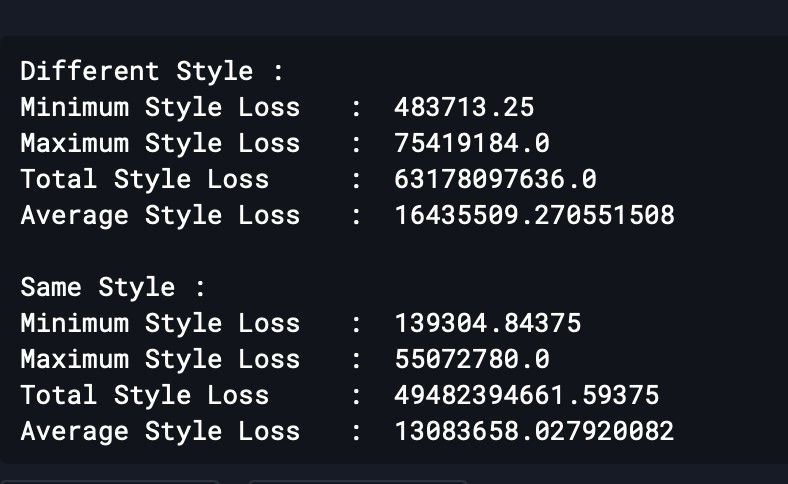 Different Style :
Minimum Style Loss : 483713.25
Maximum Style Loss : 75419184.0
Total Style Loss : 63178097636.0
Average Style Loss : 16435509.270551508
Same Style :
Minimum Style Loss : 139304.84375
Maximum Style Loss : 55072780.0
Total Style Loss : 49482394661.59375
Average Style Loss : 13083658.027920082